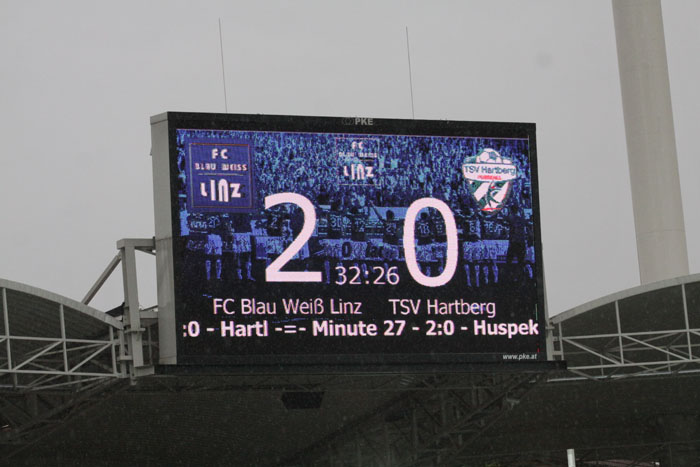 PKE
FC
BLAU WEISS
LINZ
FC
BLAU WEISS
LINZ
TSV Hartberg
FUSSBALL
2 0
32:26
FC Blau Weiß Linz TSV Hartberg
:0 - Hartl -=- Minute 27 - 2:0 - Huspek
www.pke.at